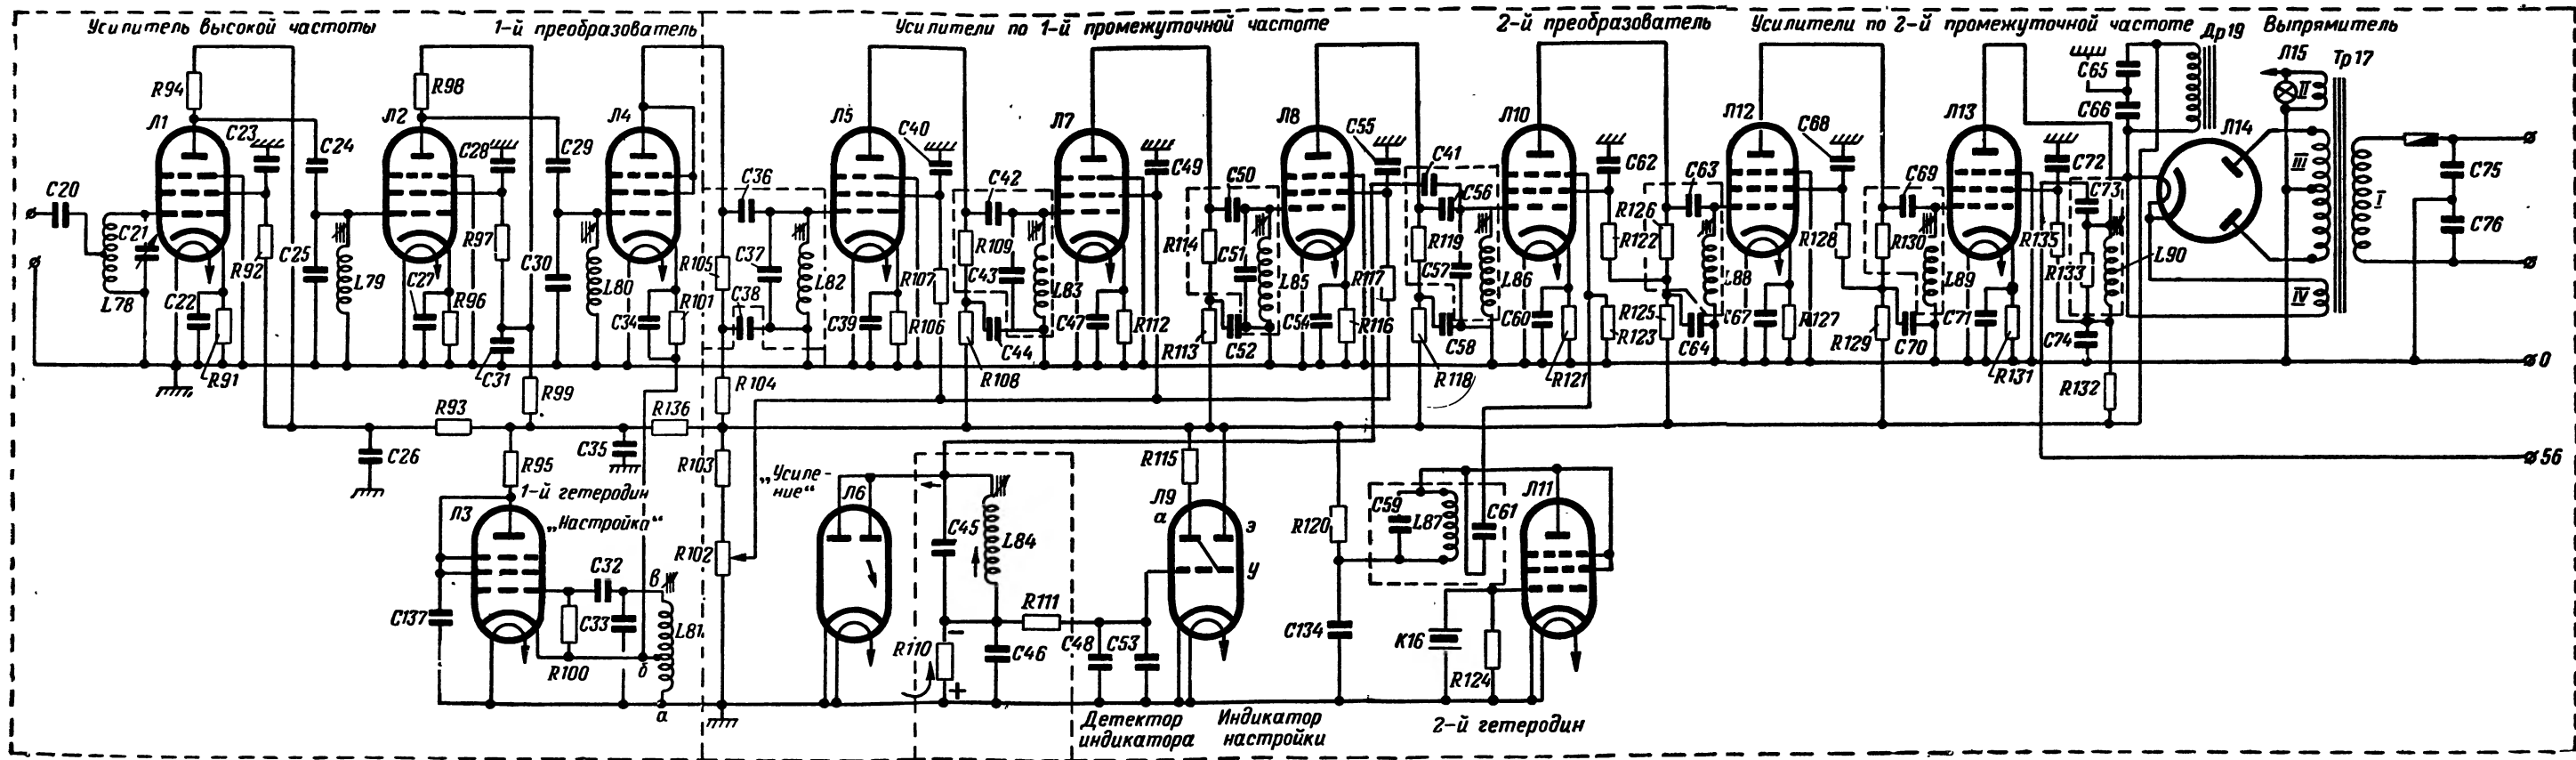 Усилитель высокой частоты
1-й преобразователь
Усилители по 1-й промежуточной частоте
2-й преобразователь
Усилители по 2-й промежуточной частоте
Др19
Выпрямитель
R94
Л1
C23
C24
R98
Л2
C28
C29
Л4
C36
Л5
C40
C42
Л7
C49
C50
Л8
C55
C41
C56
Л10
C62
C63
Л12
C68
C69
Л13
C72
C73
C65
C66
Л14
Л15
II
Тр17
III
I
IV
C75
C76
C20
C21
L78
C22
R91
R92
C25
L79
C27
R96
R97
C31
R99
C30
L80
C34
R101
R105
C37
C38
L82
R104
C39
R106
R107
R109
C43
C44
R108
L83
C47
R112
R114
C51
R113
C52
L85
C54
R116
R117
R119
C57
C58
R118
L86
C60
R121
R122
R123
R126
R125
C64
L88
C67
R127
R128
R130
R129
C70
L89
C71
R131
R135
R133
C74
L90
R132
0
56
R93
R136
C26
C35
R95
1-й гетеродин
„Настройка“
Л3
C137
C32
R100
C33
в
б
а
L81
R103
R102
„Усиле-
ние“
Л6
C45
L84
R110
-
+
C46
R111
C48
C53
R115
Л9
а
э
у
R120
C134
C59
L87
C61
Л11
К16
R124
Детектор
индикатора
Индикатор
настройки
2-й гетеродин